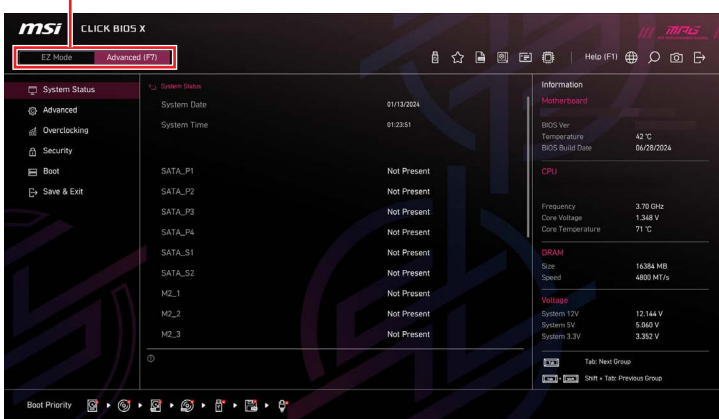 msi CLICK BIOS X
MPG
EZ Mode Advanced (F7) Help (F1)
System Status
Advanced
Overclocking
Security
Boot
Save & Exit
System Status
System Date 01/13/2024
System Time 01:23:51
SATA_P1 Not Present
SATA_P2 Not Present
SATA_P3 Not Present
SATA_P4 Not Present
SATA_S1 Not Present
SATA_S2 Not Present
M2_1 Not Present
M2_2 Not Present
M2_3 Not Present
Information
Motherboard
BIOS Ver
Temperature 42 °C
BIOS Build Date 06/28/2024
CPU
Frequency 3.70 GHz
Core Voltage 1.348 V
Core Temperature 71 °C
DRAM
Size 16384 MB
Speed 4800 MT/s
Voltage
System 12V 12.144 V
System 5V 5.060 V
System 3.3V 3.352 V
Tab: Next Group
Shift + Tab: Previous Group
Boot Priority